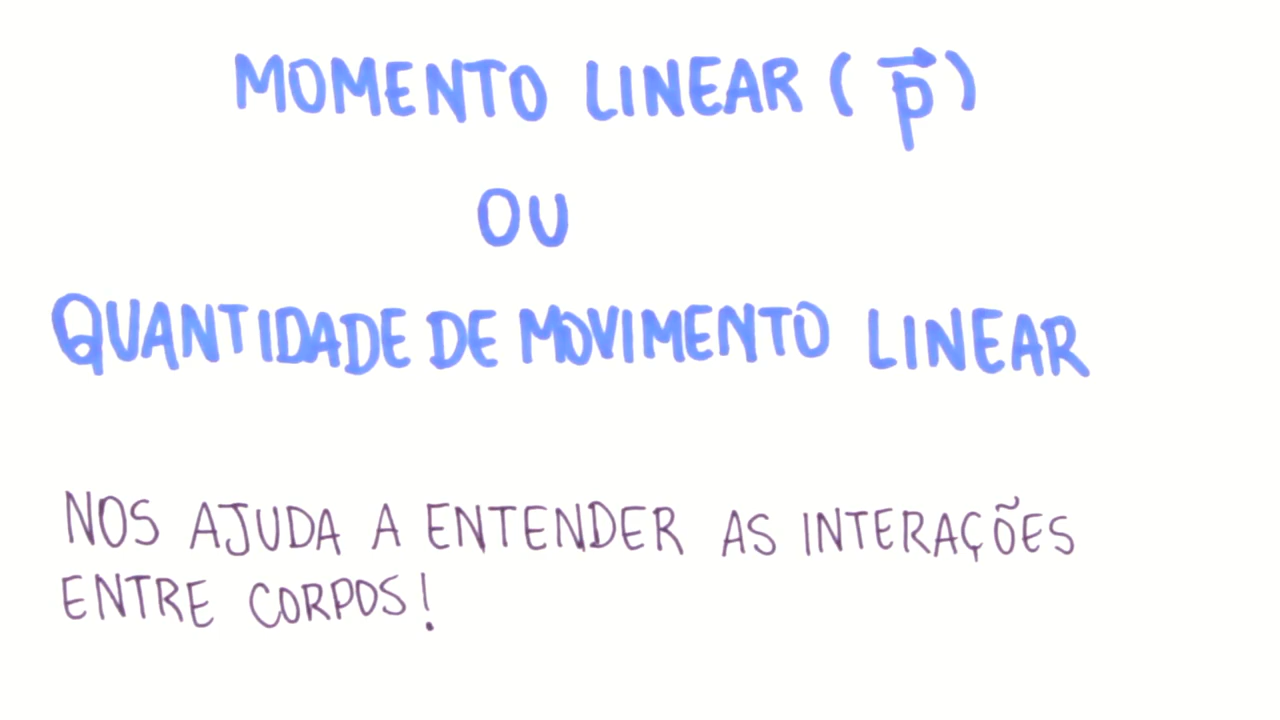 MOMENTO LINEAR (p⃗)
OU
QUANTIDADE DE MOVIMENTO LINEAR
NOS AJUDA A ENTENDER AS INTERAÇÕES
ENTRE CORPOS!